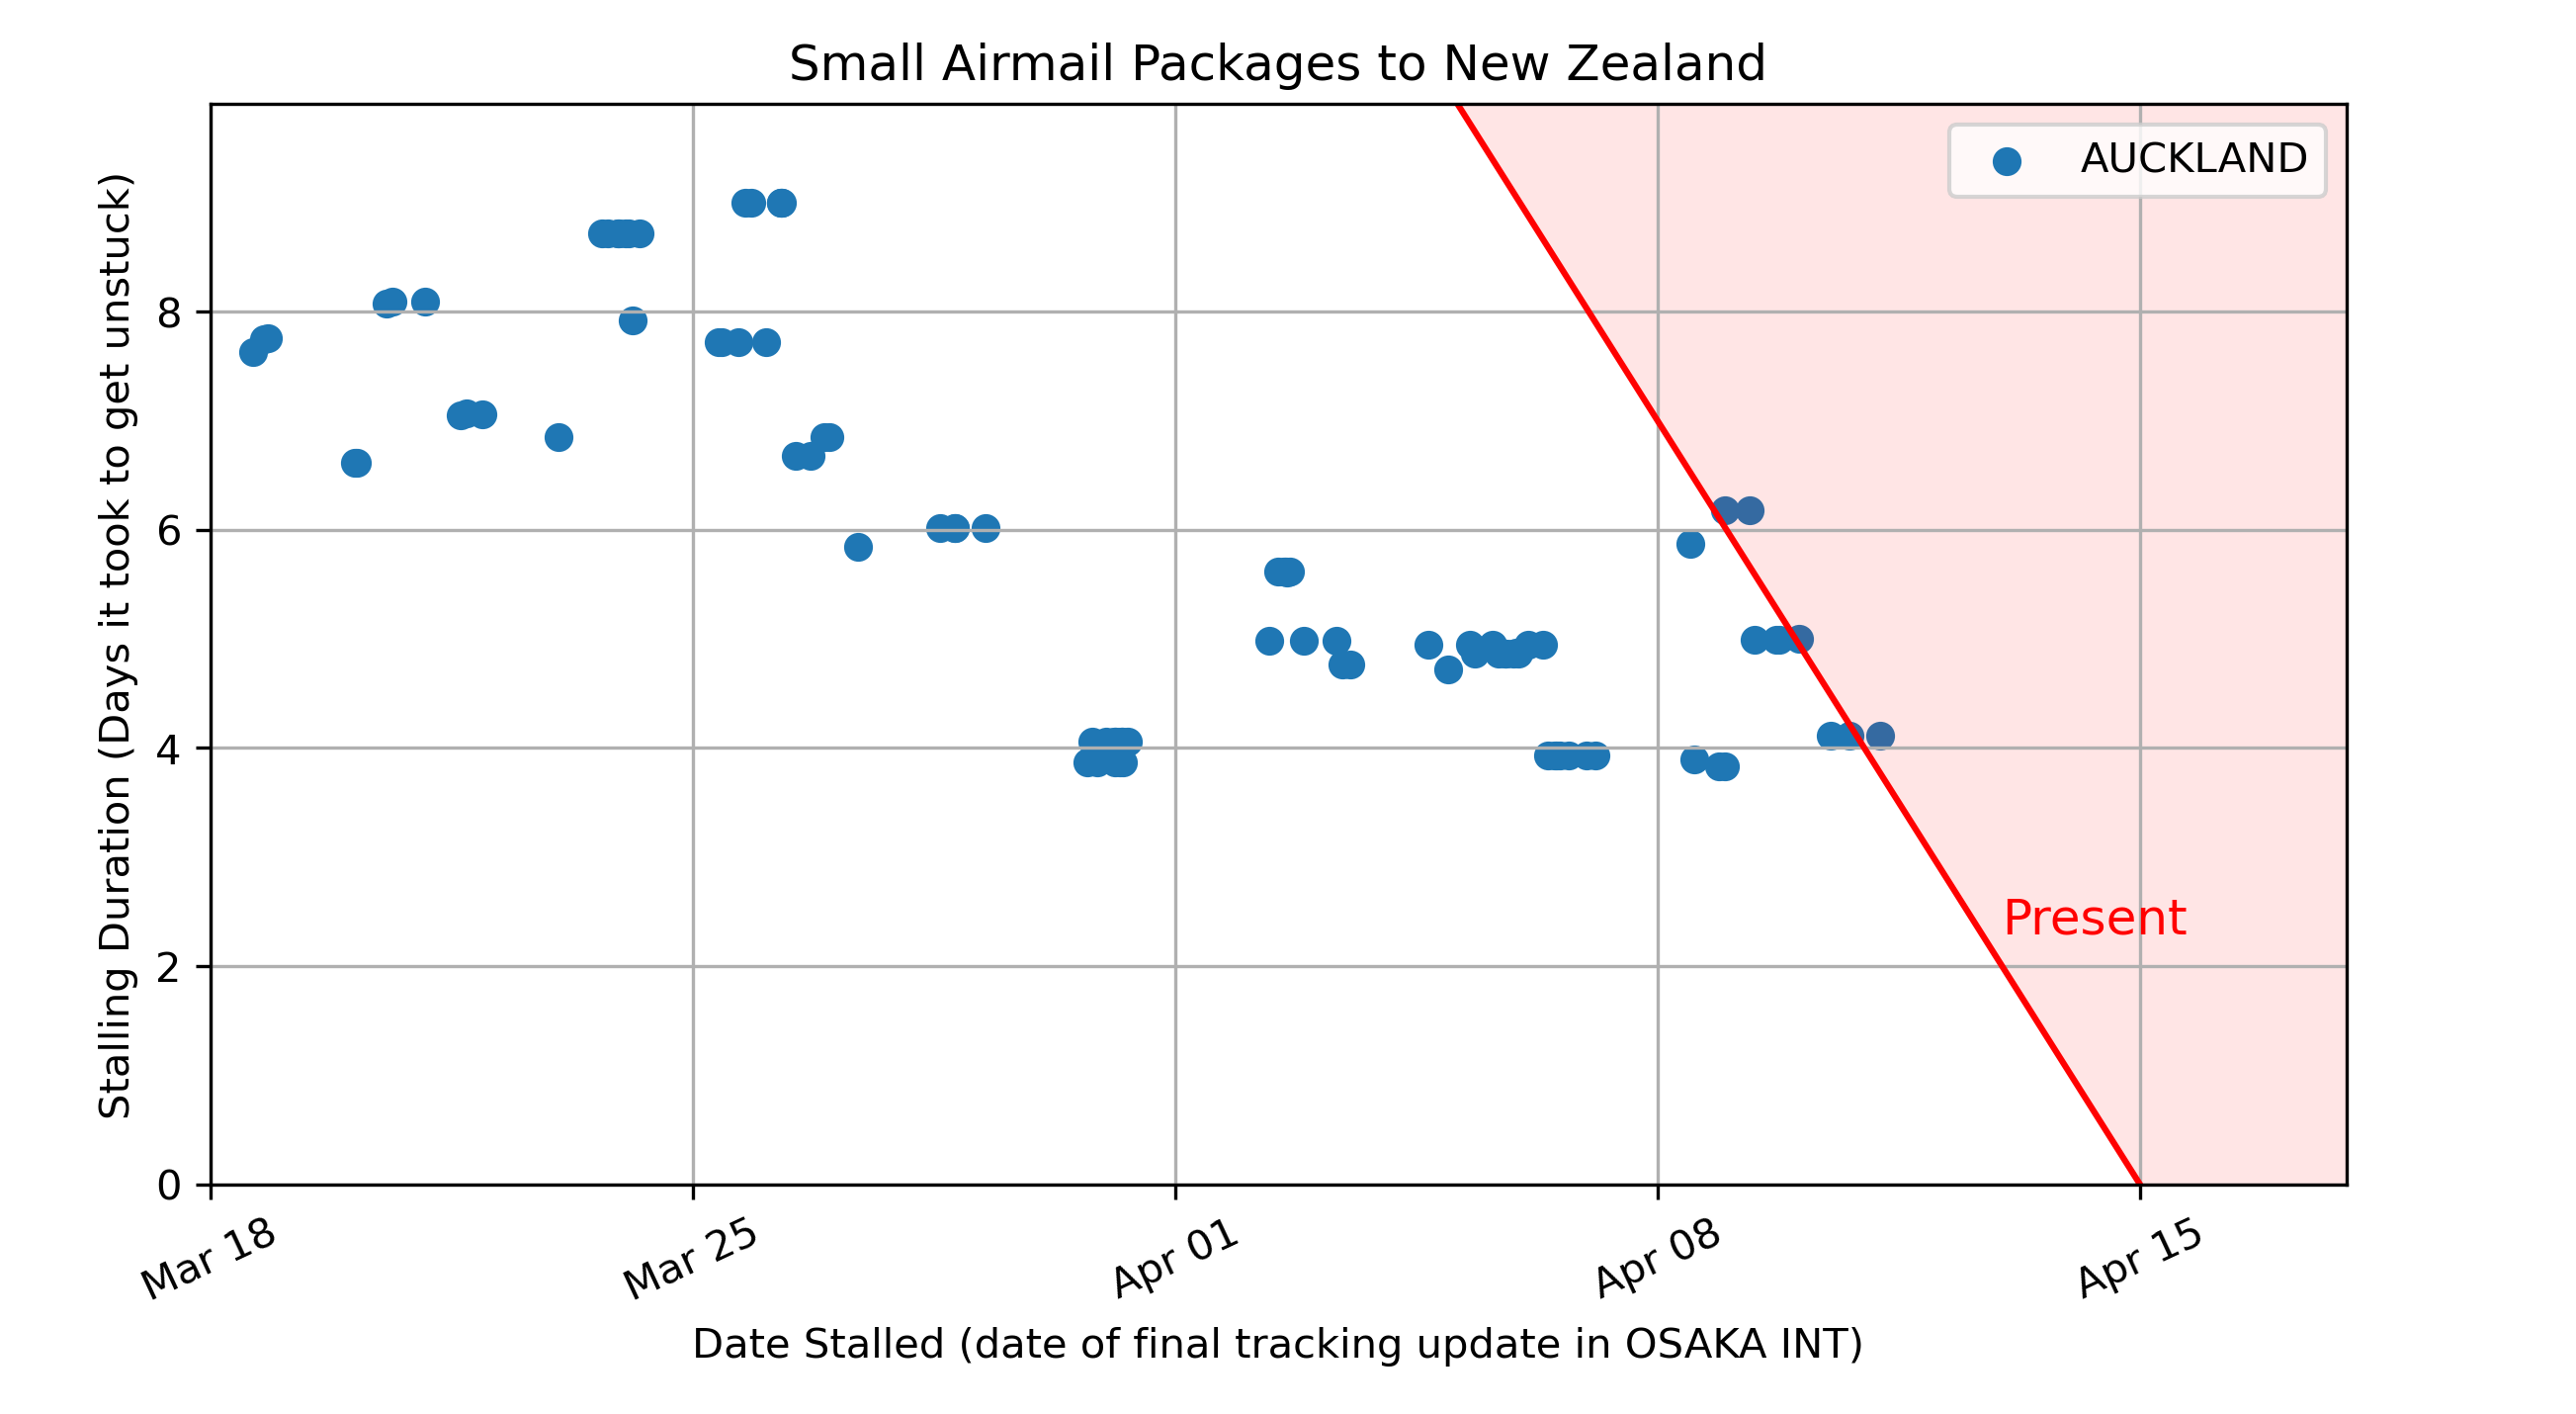 Small Airmail Packages to New Zealand
AUCKLAND
Stalling Duration (Days it took to get unstuck)
8
6
4
2
0
Present
Mar 18
Mar 25
Apr 01
Apr 08
Apr 15
Date Stalled (date of final tracking update in OSAKA INT)